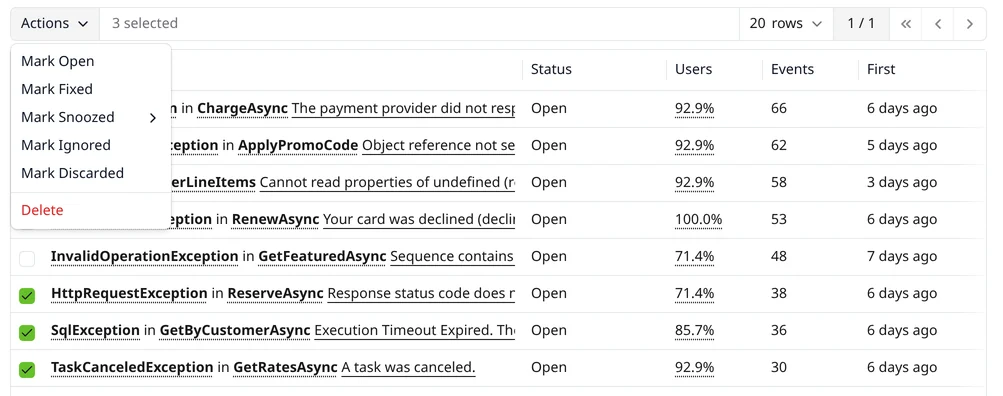 Actions 3 selected 20 rows 1 / 1
Mark Open
Mark Fixed
Mark Snoozed
Mark Ignored
Mark Discarded
Delete
Status Users Events First
in ChargeAsync The payment provider did not resp Open 92.9% 66 6 days ago
ception in ApplyPromoCode Object reference not se Open 92.9% 62 5 days ago
erLineItems Cannot read properties of undefined (r Open 92.9% 58 3 days ago
ption in RenewAsync Your card was declined (declin Open 100.0% 53 6 days ago
InvalidOperationException in GetFeaturedAsync Sequence contains Open 71.4% 48 7 days ago
HttpRequestException in ReserveAsync Response status code does n Open 71.4% 38 6 days ago
SqlException in GetByCustomerAsync Execution Timeout Expired. The Open 85.7% 36 6 days ago
TaskCanceledException in GetRatesAsync A task was canceled. Open 92.9% 30 6 days ago